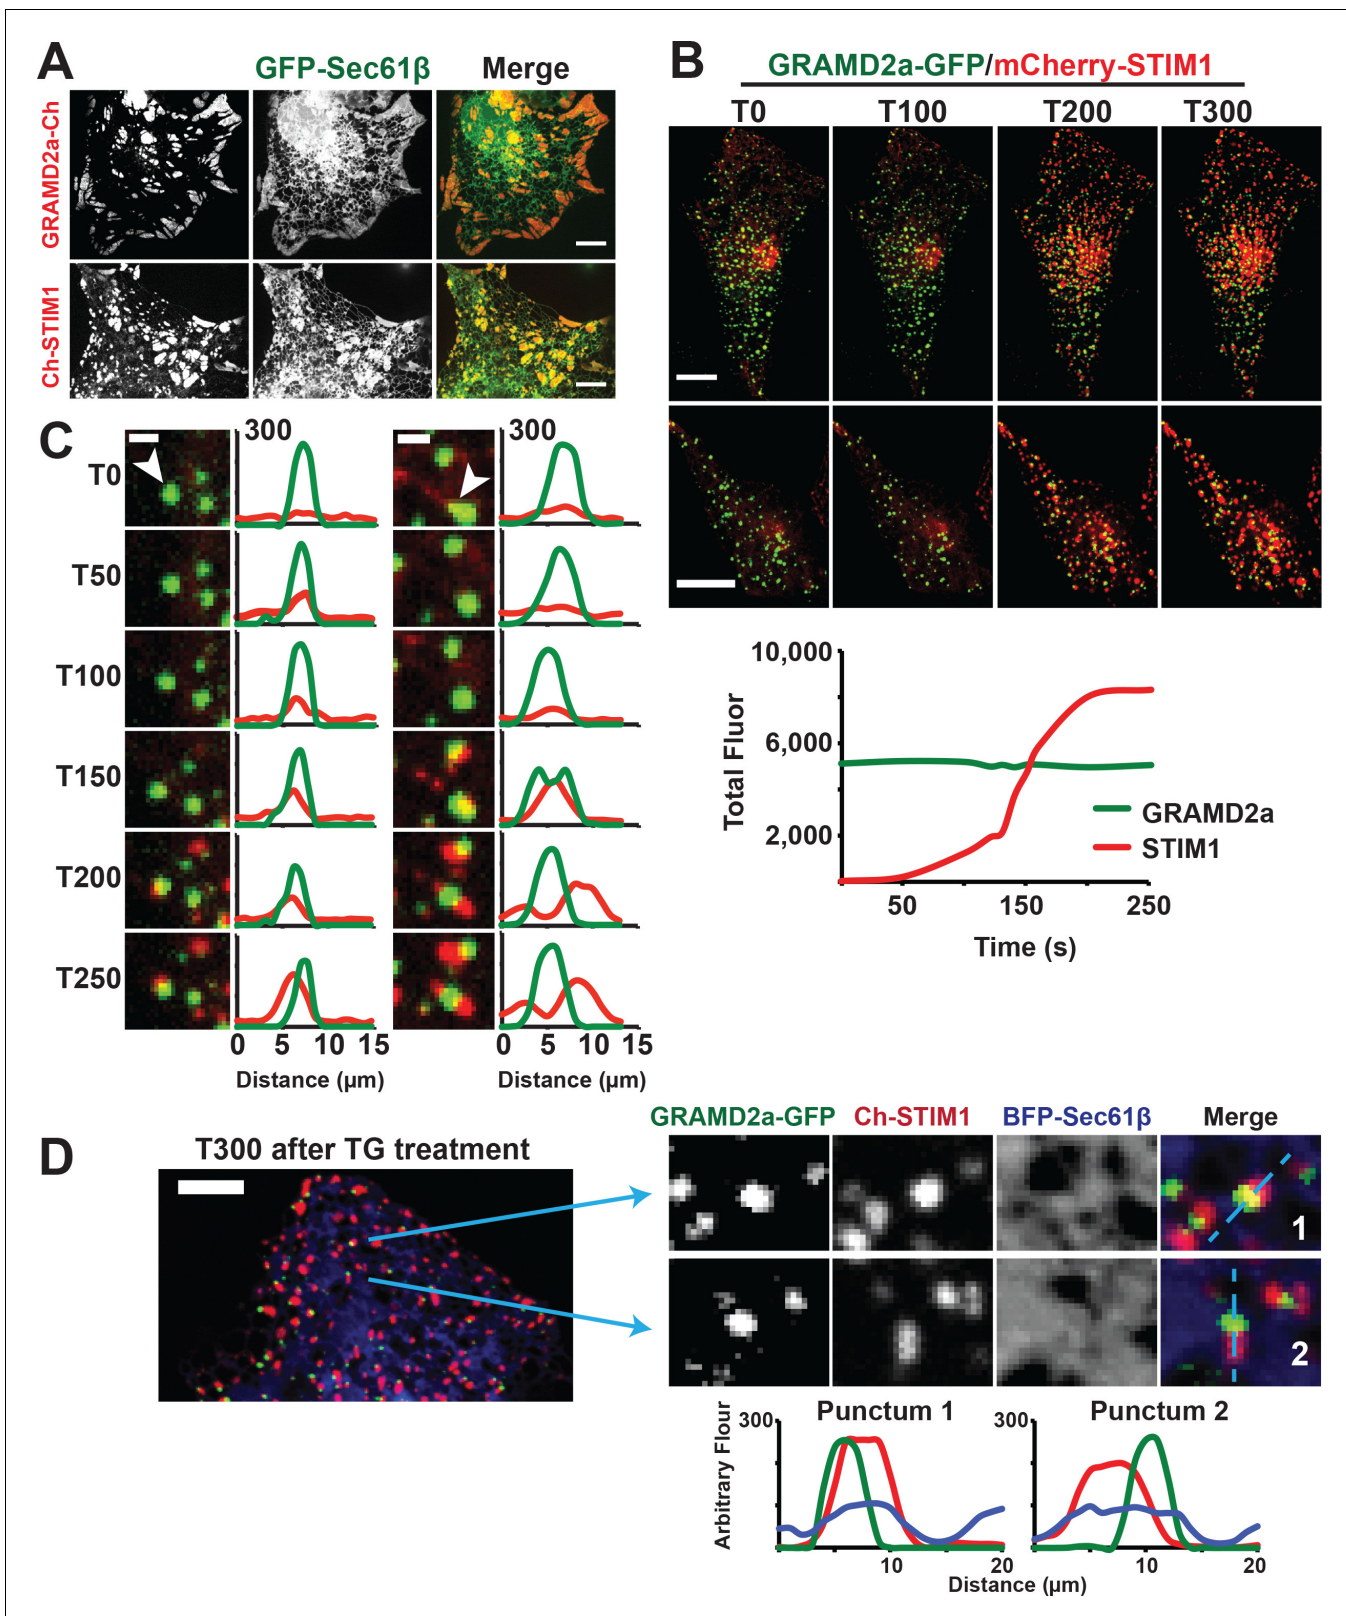 A
GFP-Sec61β
Merge
GRAMD2a-Ch
Ch-STIM1
B
GRAMD2a-GFP/mCherry-STIM1
T0
T100
T200
T300
10,000
6,000
2,000
Total Fluor
GRAMD2a
STIM1
50
150
250
Time (s)
C
300
300
T0
T50
T100
T150
T200
T250
0 5 10 15
0 5 10 15
Distance (µm)
Distance (µm)
D
T300 after TG treatment
GRAMD2a-GFP
Ch-STIM1
BFP-Sec61β
Merge
1
2
Punctum 1
Punctum 2
300
300
Arbitrary Flour
10
20
10
20
Distance (µm)